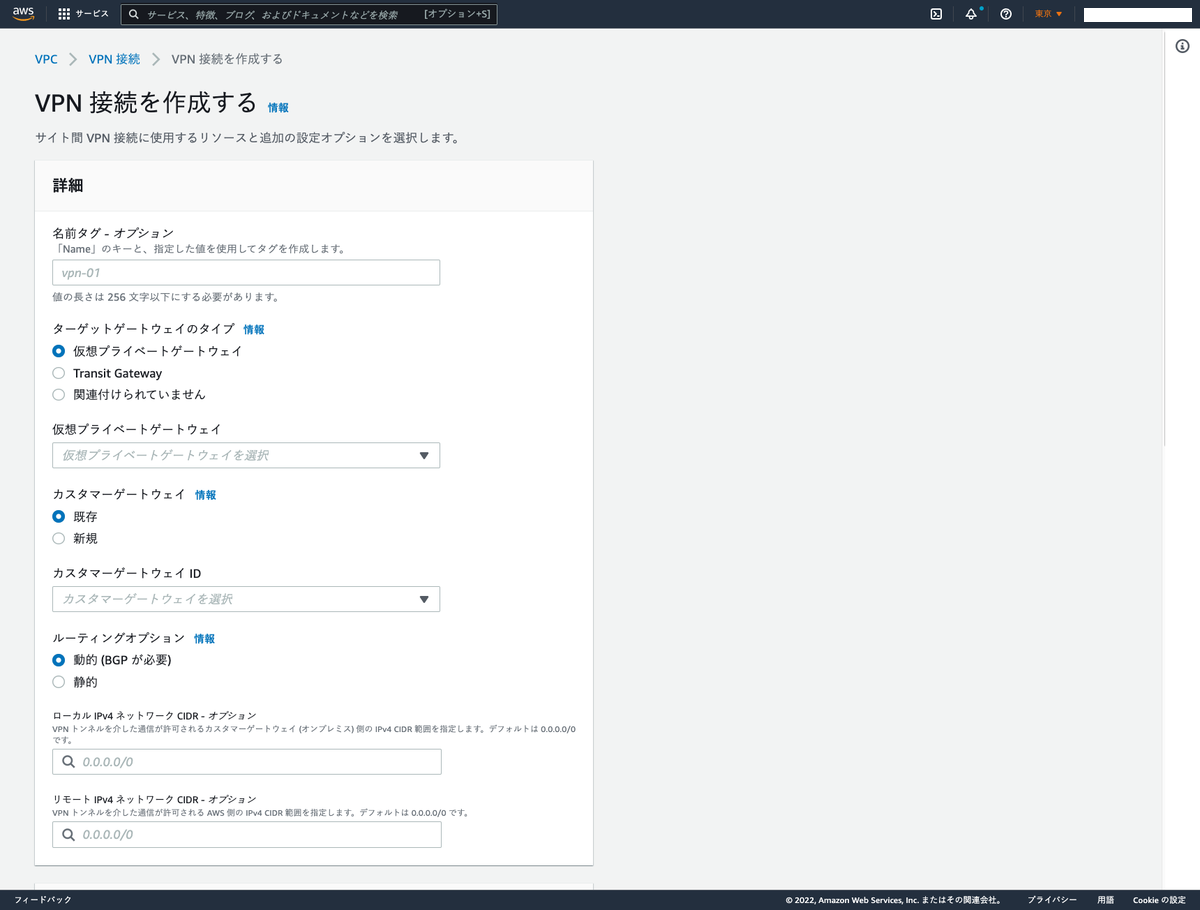 aws
サービス
サービス、特徴、ブログ、およびドキュメントなどを検索
[オプション+S]
東京
VPC
VPN 接続
VPN 接続を作成する
VPN 接続を作成する 情報
サイト間 VPN 接続に使用するリソースと追加の設定オプションを選択します。
詳細
名前タグ - オプション
「Name」のキーと、指定した値を使用してタグを作成します。
vpn-01
値の長さは 256 文字以下にする必要があります。
ターゲットゲートウェイのタイプ 情報
仮想プライベートゲートウェイ
Transit Gateway
関連付けられていません
仮想プライベートゲートウェイ
仮想プライベートゲートウェイを選択
カスタマーゲートウェイ 情報
既存
新規
カスタマーゲートウェイ ID
カスタマーゲートウェイを選択
ルーティングオプション 情報
動的 (BGP が必要)
静的
ローカル IPv4 ネットワーク CIDR - オプション
VPN トンネルを介した通信が許可されるカスタマーゲートウェイ (オンプレミス) 側の IPv4 CIDR 範囲を指定します。デフォルトは 0.0.0.0/0
です。
0.0.0.0/0
リモート IPv4 ネットワーク CIDR - オプション
VPN トンネルを介した通信が許可される AWS 側の IPv4 CIDR 範囲を指定します。デフォルトは 0.0.0.0/0 です。
0.0.0.0/0
フィードバック
© 2022, Amazon Web Services, Inc. またはその関連会社。
プライバシー
用語
Cookie の設定